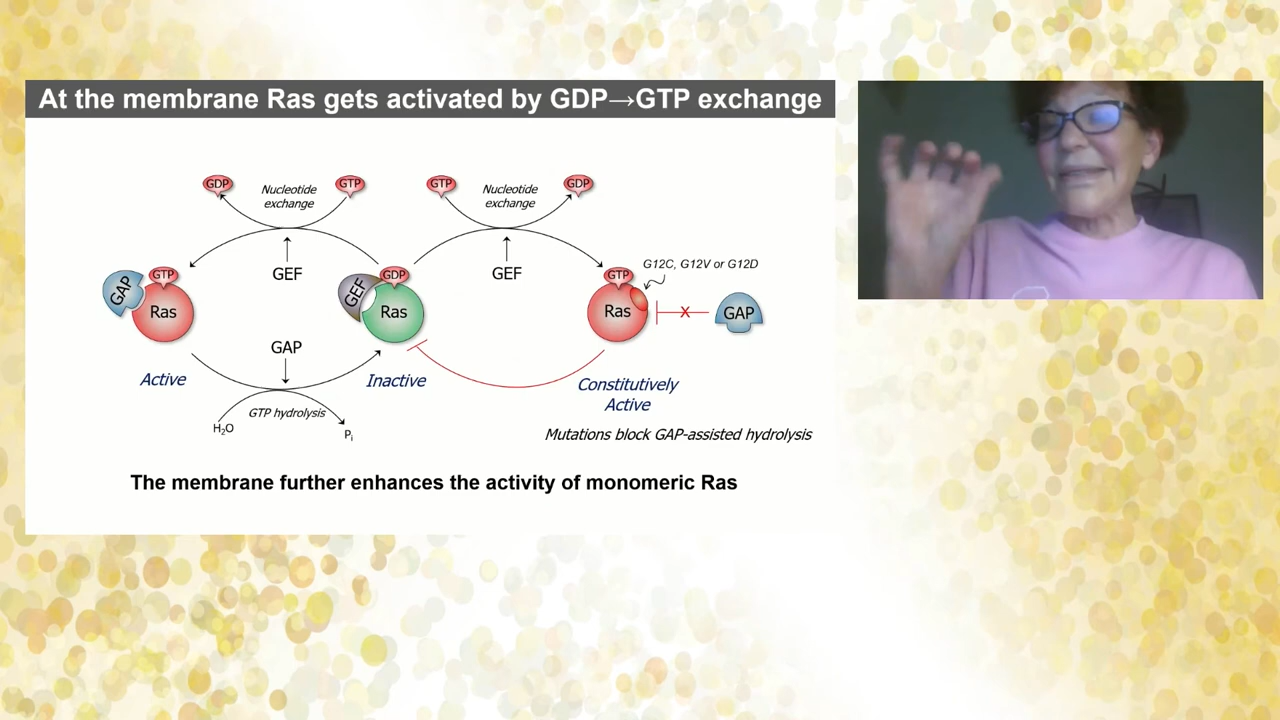 At the membrane Ras gets activated by GDP→GTP exchange
GDP
Nucleotide
exchange
GTP
GTP
Nucleotide
exchange
GDP
GEF
GEF
G12C, G12V or G12D
GAP
GTP
Ras
GEF
GDP
Ras
GTP
Ras
X
GAP
GAP
Active
Inactive
Constitutively
Active
GTP hydrolysis
H2O
Pi
Mutations block GAP-assisted hydrolysis
The membrane further enhances the activity of monomeric Ras